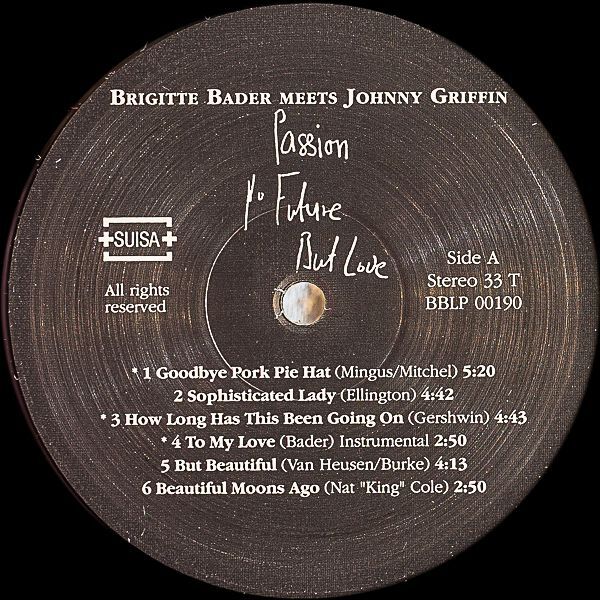 BRIGITTE BADER MEETS JOHNNY GRIFFIN
Passion
No Future
But Love
+SUISA+
All rights
reserved
Side A
Stereo 33 T
BBLP 00190
* 1 Goodbye Pork Pie Hat (Mingus/Mitchel) 5:20
2 Sophisticated Lady (Ellington) 4:42
* 3 How Long Has This Been Going On (Gershwin) 4:43
* 4 To My Love (Bader) Instrumental 2:50
5 But Beautiful (Van Heusen/Burke) 4:13
6 Beautiful Moons Ago (Nat "King" Cole) 2:50